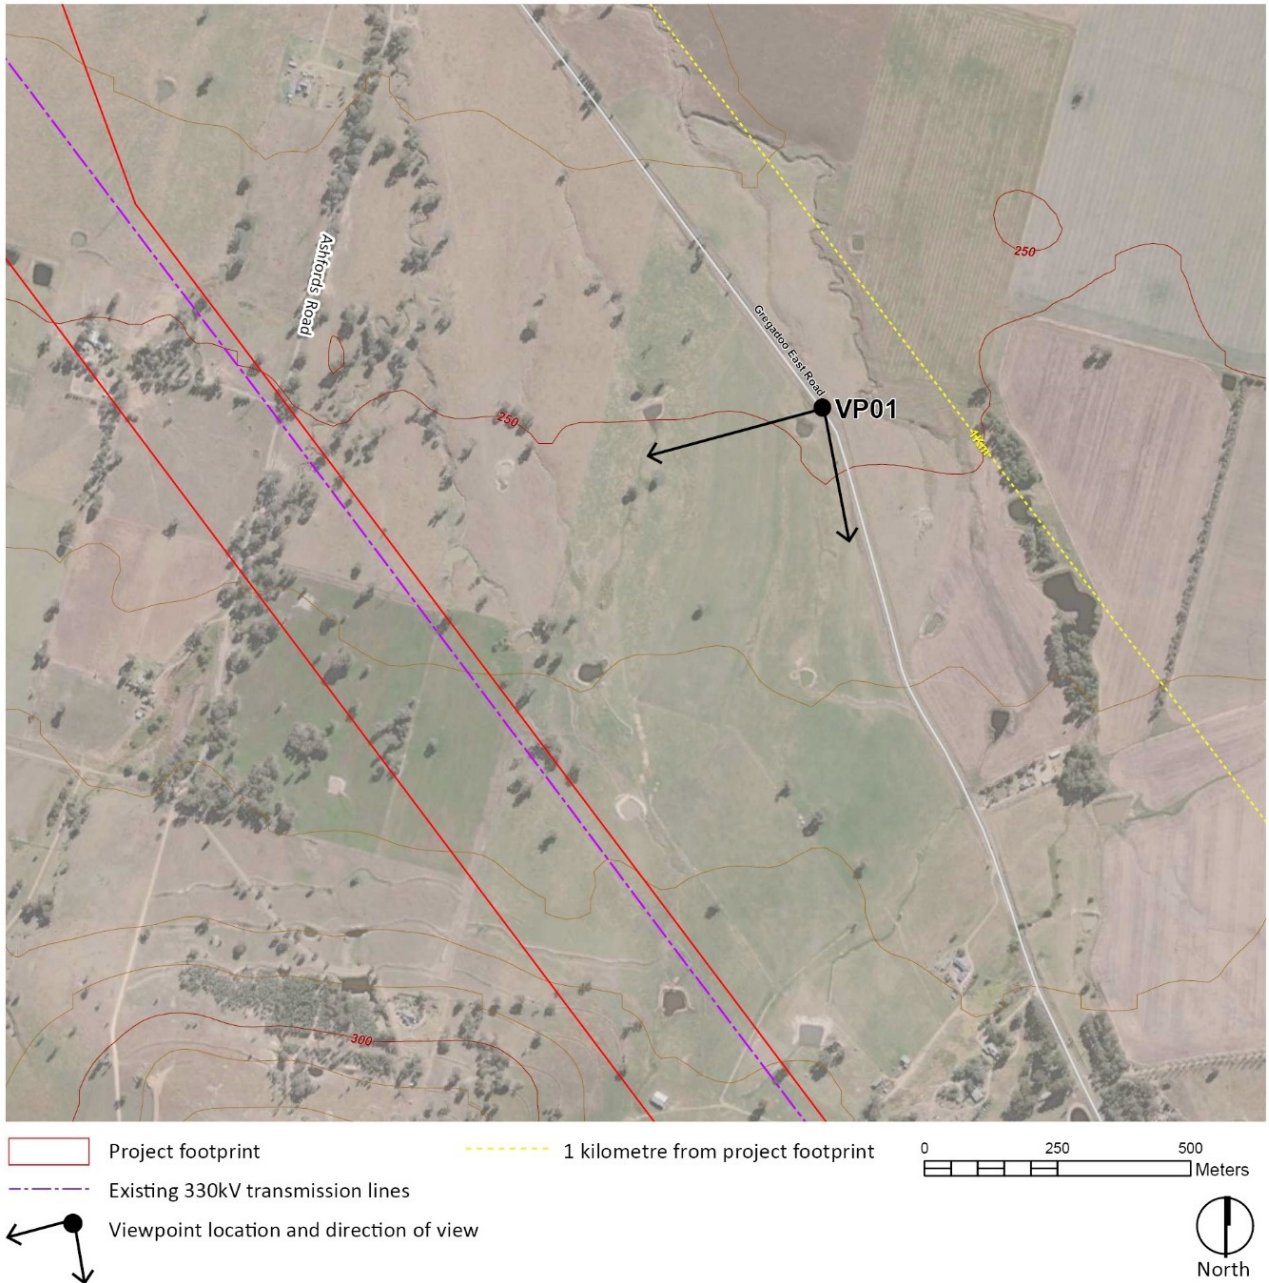 250
Ashfords Road
Gregadoo East Road
VP01
250
1km
300
Project footprint
1 kilometre from project footprint
0 250 500
Meters
Existing 330kV transmission lines
Viewpoint location and direction of view
North